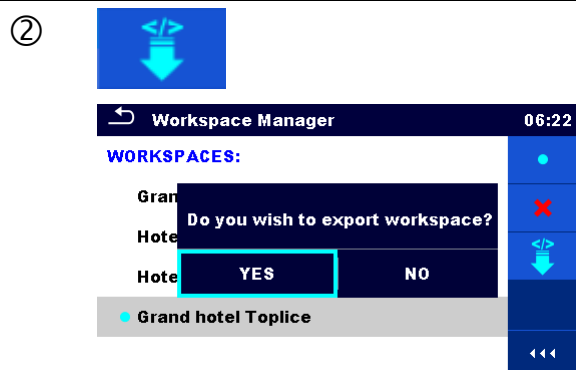 ②
</>
Workspace Manager 06:22
WORKSPACES:
Gran
Do you wish to export workspace?
Hote
</>
Hote YES NO
Grand hotel Toplice